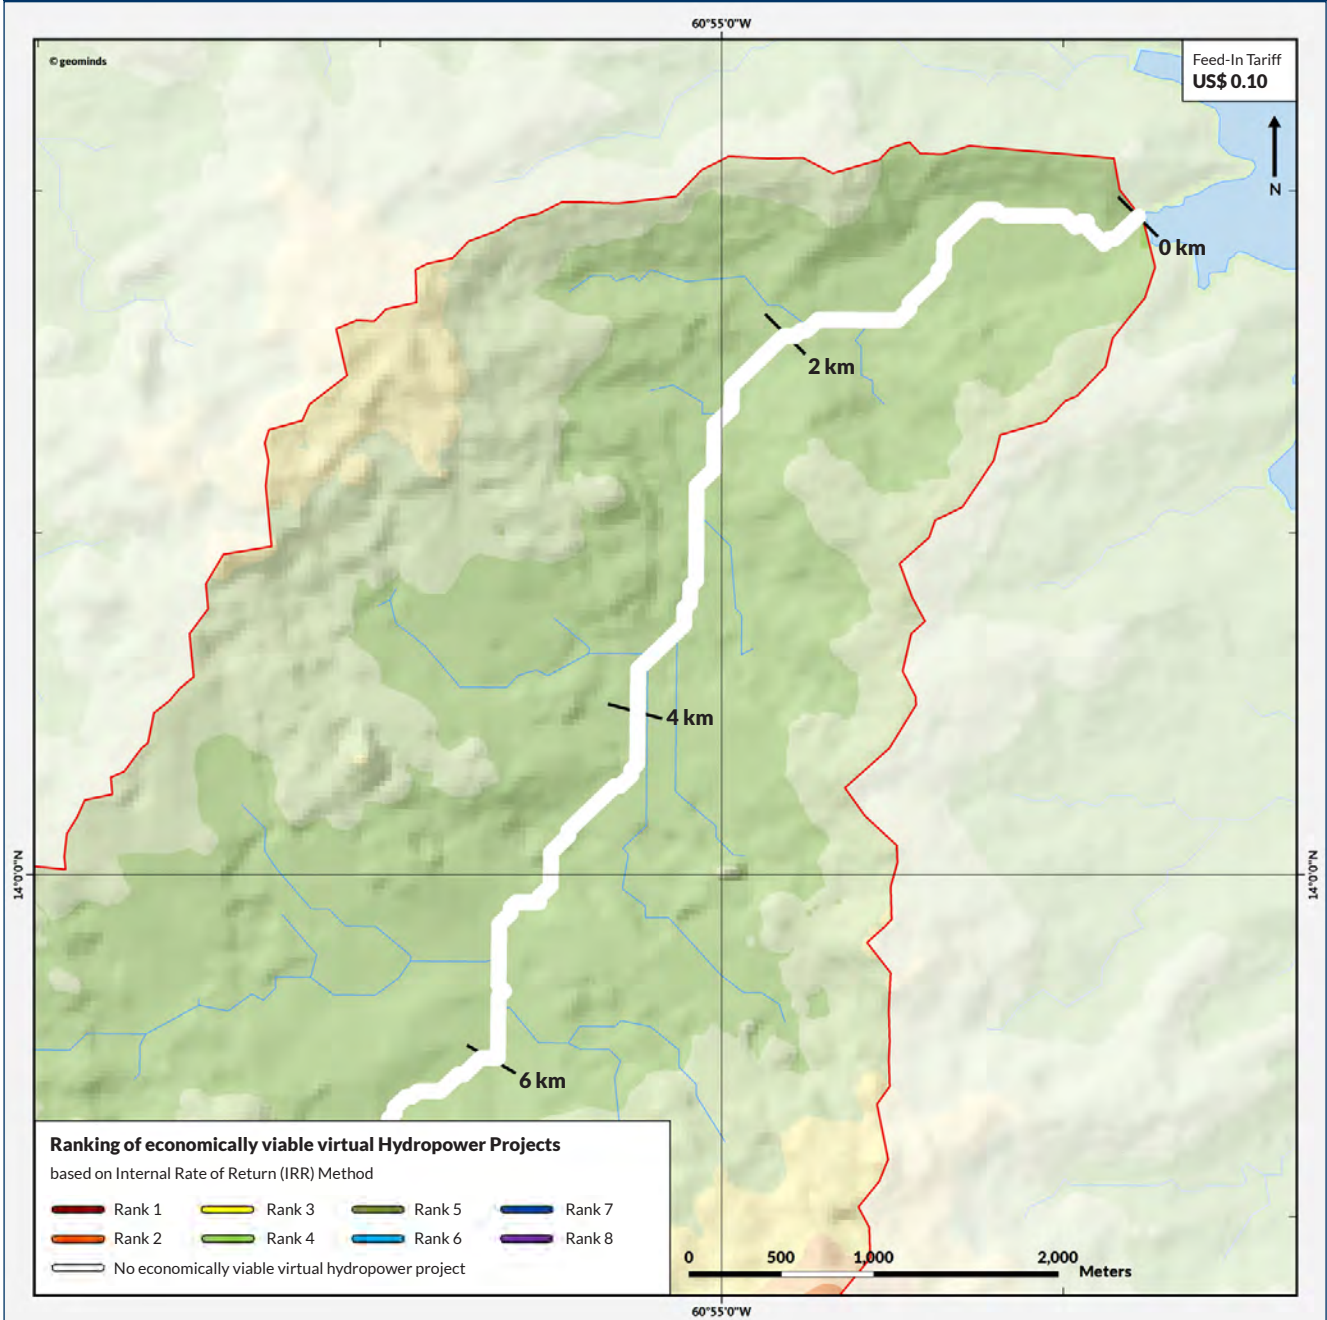 60°55'0"W
© geominds
Feed-In Tariff
US$ 0.10
N
0 km
2 km
4 km
14°0'0"N
14°0'0"N
6 km
Ranking of economically viable virtual Hydropower Projects
based on Internal Rate of Return (IRR) Method
Rank 1 Rank 3 Rank 5 Rank 7
Rank 2 Rank 4 Rank 6 Rank 8
No economically viable virtual hydropower project
0 500 1,000 2,000
Meters
60°55'0"W